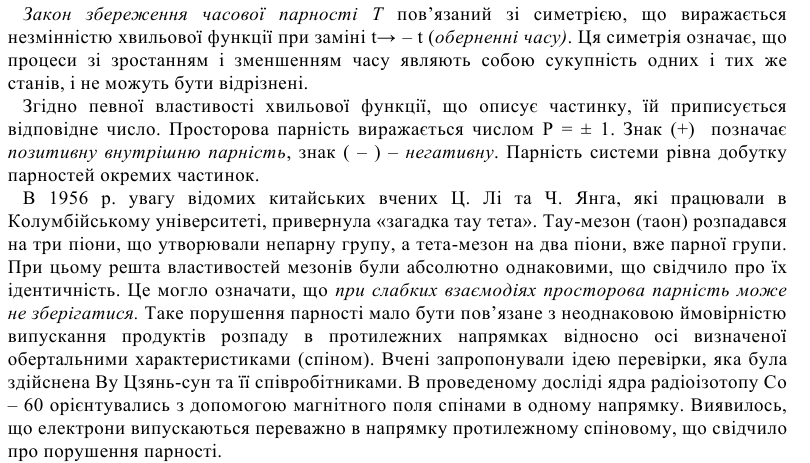 Закон збереження часової парності Т пов’язаний зі симетрією, що виражається
незмінністю хвильової функції при заміні t→ – t (оберненні часу). Ця симетрія означає, що
процеси зі зростанням і зменшенням часу являють собою сукупність одних і тих же
станів, і не можуть бути відрізнені.
Згідно певної властивості хвильової функції, що описує частинку, їй приписується
відповідне число. Просторова парність виражається числом Р = ± 1. Знак (+) позначає
позитивну внутрішню парність, знак ( – ) – негативну. Парність системи рівна добутку
парностей окремих частинок.
В 1956 р. увагу відомих китайських вчених Ц. Лі та Ч. Янга, які працювали в
Колумбійському університеті, привернула «загадка тау тета». Тау-мезон (таон) розпадався
на три піони, що утворювали непарну групу, а тета-мезон на два піони, вже парної групи.
При цьому решта властивостей мезонів були абсолютно однаковими, що свідчило про їх
ідентичність. Це могло означати, що при слабких взаємодіях просторова парність може
не зберігатися. Таке порушення парності мало бути пов’язане з неоднаковою ймовірністю
випускання продуктів розпаду в протилежних напрямках відносно осі визначеної
обертальними характеристиками (спіном). Вчені запропонували ідею перевірки, яка була
здійснена Ву Цзянь-сун та її співробітниками. В проведеному досліді ядра радіоізотопу Со
– 60 орієнтувались з допомогою магнітного поля спінами в одному напрямку. Виявилось,
що електрони випускаються переважно в напрямку протилежному спіновому, що свідчило
про порушення парності.